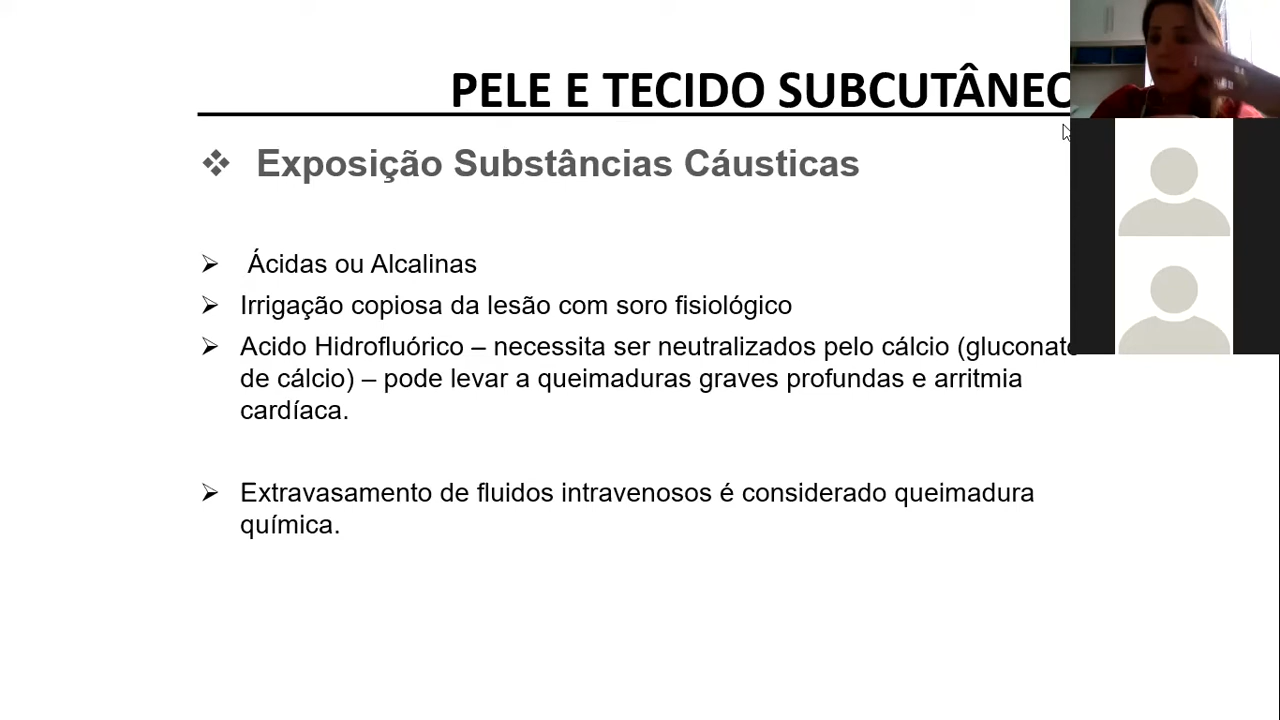 PELE E TECIDO SUBCUTÂNEO
❖ Exposição Substâncias Cáusticas
➢ Ácidas ou Alcalinas
➢ Irrigação copiosa da lesão com soro fisiológico
➢ Acido Hidrofluórico – necessita ser neutralizados pelo cálcio (gluconato
de cálcio) – pode levar a queimaduras graves profundas e arritmia
cardíaca.
➢ Extravasamento de fluidos intravenosos é considerado queimadura
química.